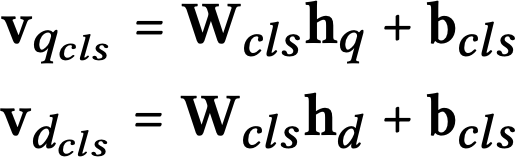 v_{q_{cls}} = W_{cls}h_q + b_{cls}
v_{d_{cls}} = W_{cls}h_d + b_{cls}